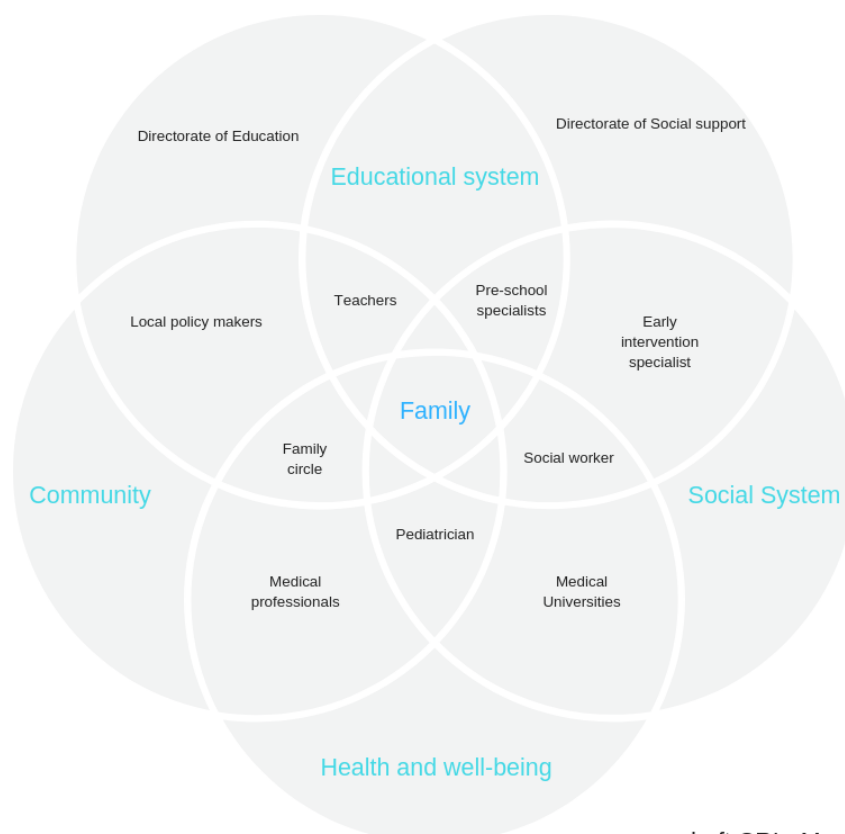 Directorate of Social support
Directorate of Education
Educational system
Pre-school
specialists
Teachers
Local policy makers
Early
intervention
specialist
Family
Family
circle
Social worker
Community
Social System
Pediatrician
Medical
professionals
Medical
Universities
Health and well-being